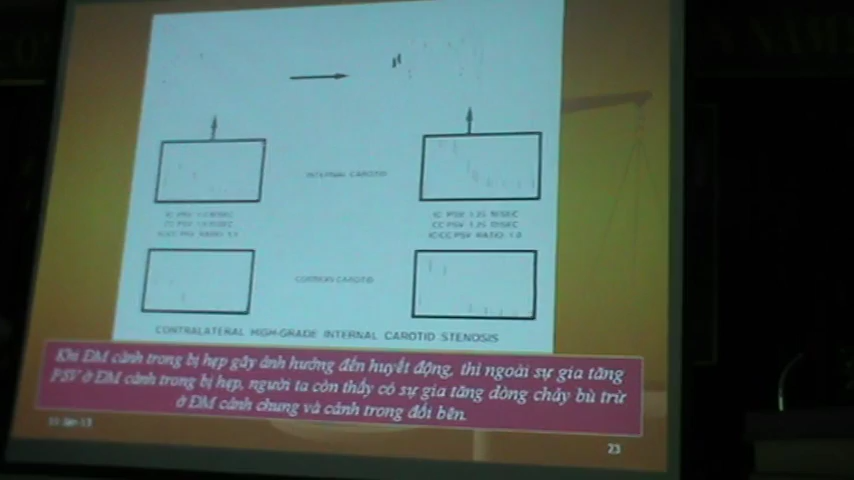 INTERNAL CAROTID
IC PSV 1.25 M/SEC
CC PSV 1.25 M/SEC
IC/CC PSV RATIO: 1.0
COMMON CAROTID
CONTRALATERAL HIGH-GRADE INTERNAL CAROTID STENOSIS
Khi ĐM cảnh trong bị hẹp gây ảnh hưởng đến huyết động, thì ngoài sự gia tăng
PSV ở ĐM cảnh trong bị hẹp, người ta còn thấy có sự gia tăng dòng chảy bù trừ
ở ĐM cảnh chung và cảnh trong đối bên.
23